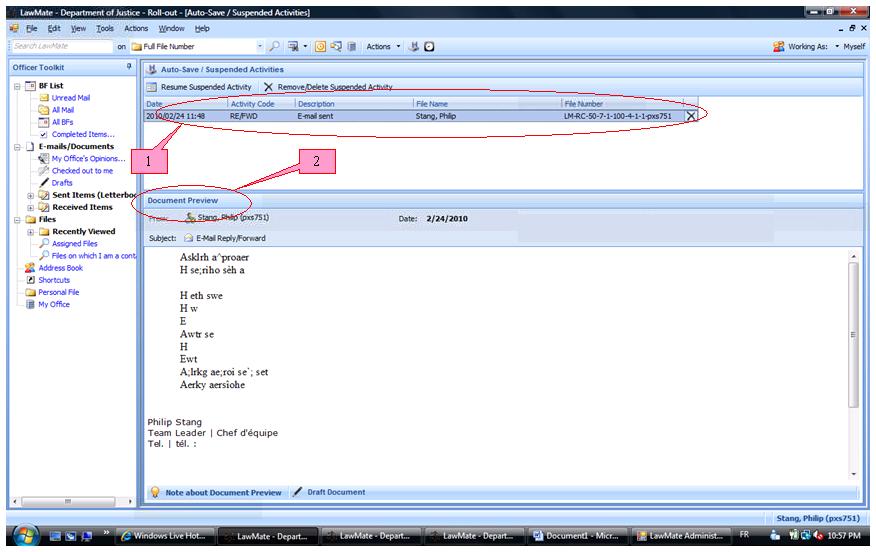 LawMate - Department of Justice - Roll-out - [Auto-Save / Suspended Activities]
File Edit View Tools Actions Window Help
Search LawMate on Full File Number Actions Working As: Myself
Officer Toolkit
BF List
Unread Mail
All Mail
All BFs
Completed Items...
E-mails/Documents
My Office's Opinions...
Checked out to me
Drafts
Sent Items (Letterboo
Received Items
Files
Recently Viewed
Assigned Files
Files on which I am a conta
Address Book
Shortcuts
Personal File
My Office
Auto-Save / Suspended Activities
Resume Suspended Activity Remove/Delete Suspended Activity
Date Activity Code Description File Name File Number
2010/02/24 11:48 RE/FWD E-mail sent Stang, Philip LM-RC-50-7-1-100-4-1-1-pxs751
1
2
Document Preview
From: Stang, Philip (pxs751) Date: 2/24/2010
Subject: E-Mail Reply/Forward
Asklrh a^proaer
H se;riho sèh a
H eth swe
H w
E
Awtr se
H
Ewt
A;lrkg ae;roi se`; set
Aerky aersiohe
Philip Stang
Team Leader | Chef d'équipe
Tel. | tél. :
Note about Document Preview Draft Document
Stang, Philip (pxs751)
Windows Live Hot... LawMate - Depart... LawMate - Depart... LawMate - Depart... Document1 - Micr... LawMate Administ... FR 10:57 PM